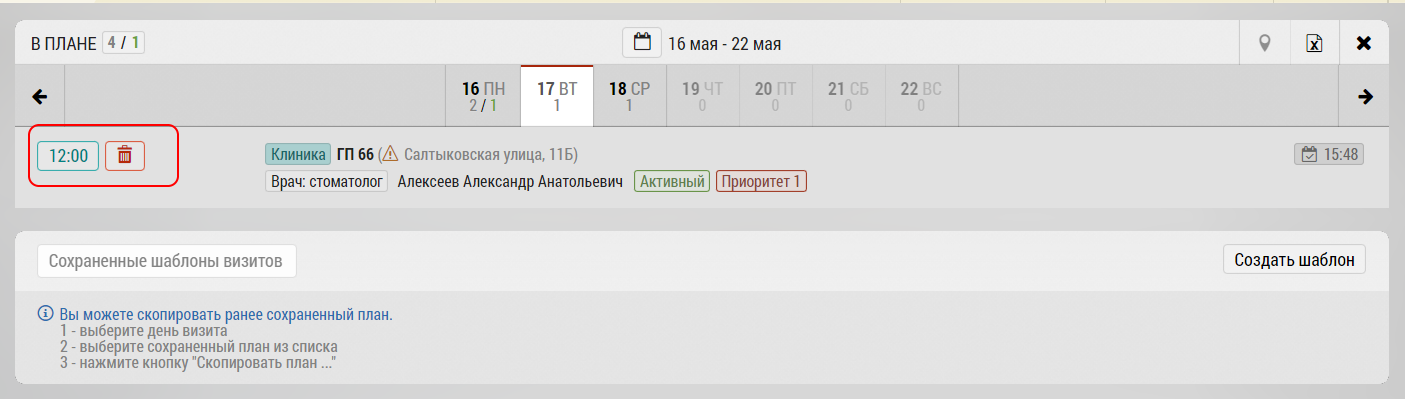 В ПЛАНЕ 4 / 1 16 мая - 22 мая
16 ПН 17 ВТ 18 СР 19 ЧТ 20 ПТ 21 СБ 22 ВС
2 / 1 1 1 0 0 0 0
12:00 Клиника ГП 66 (Салтыковская улица, 11Б) 15:48
Врач: стоматолог Алексеев Александр Анатольевич Активный Приоритет 1
Сохраненные шаблоны визитов Создать шаблон
Вы можете скопировать ранее сохраненный план.
1 - выберите день визита
2 - выберите сохраненный план из списка
3 - нажмите кнопку "Скопировать план ..."